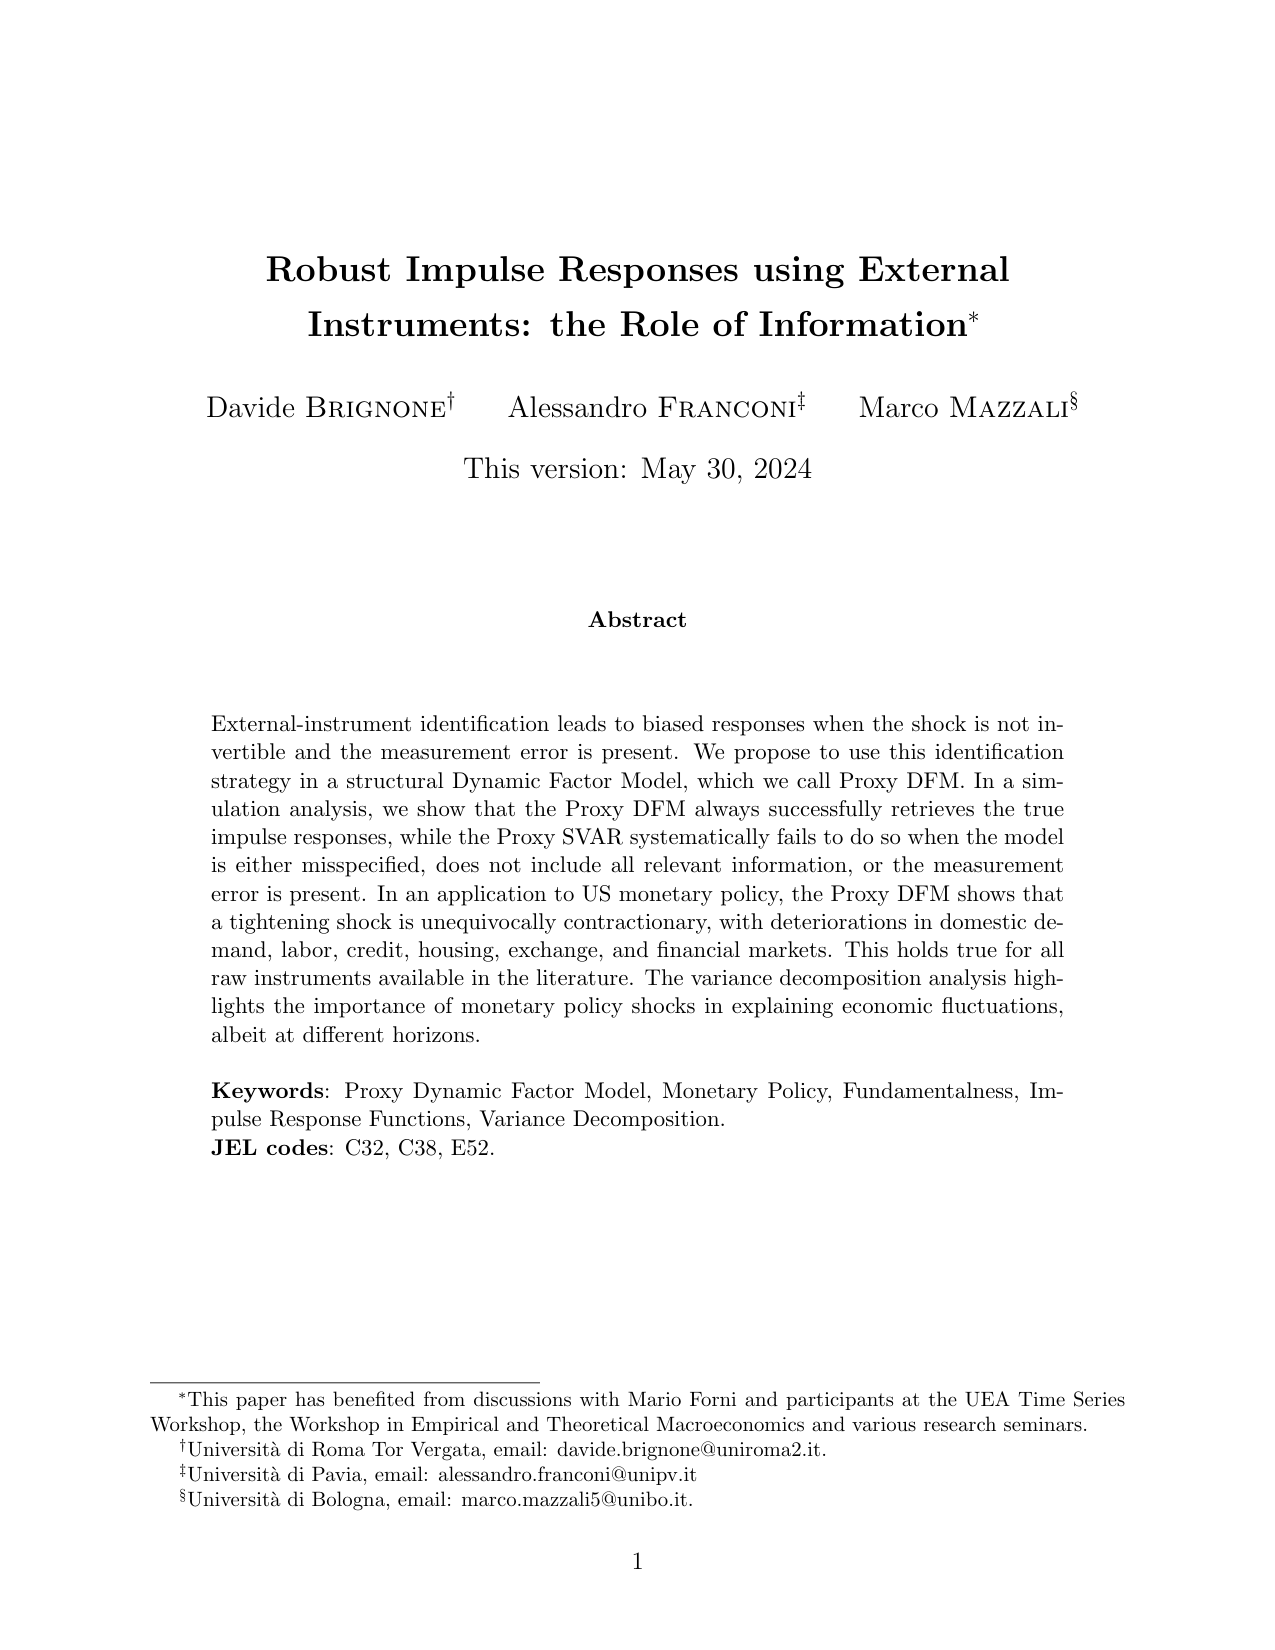 Robust Impulse Responses using External
Instruments: the Role of Information*
Davide BRIGNONE† Alessandro FRANCONI‡ Marco MAZZALI§
This version: May 30, 2024
Abstract
External-instrument identification leads to biased responses when the shock is not in-
vertible and the measurement error is present. We propose to use this identification
strategy in a structural Dynamic Factor Model, which we call Proxy DFM. In a sim-
ulation analysis, we show that the Proxy DFM always successfully retrieves the true
impulse responses, while the Proxy SVAR systematically fails to do so when the model
is either misspecified, does not include all relevant information, or the measurement
error is present. In an application to US monetary policy, the Proxy DFM shows that
a tightening shock is unequivocally contractionary, with deteriorations in domestic de-
mand, labor, credit, housing, exchange, and financial markets. This holds true for all
raw instruments available in the literature. The variance decomposition analysis high-
lights the importance of monetary policy shocks in explaining economic fluctuations,
albeit at different horizons.
Keywords: Proxy Dynamic Factor Model, Monetary Policy, Fundamentalness, Im-
pulse Response Functions, Variance Decomposition.
JEL codes: C32, C38, E52.
*This paper has benefited from discussions with Mario Forni and participants at the UEA Time Series
Workshop, the Workshop in Empirical and Theoretical Macroeconomics and various research seminars.
†Università di Roma Tor Vergata, email: davide.brignone@uniroma2.it.
‡Università di Pavia, email: alessandro.franconi@unipv.it
§Università di Bologna, email: marco.mazzali5@unibo.it.
1